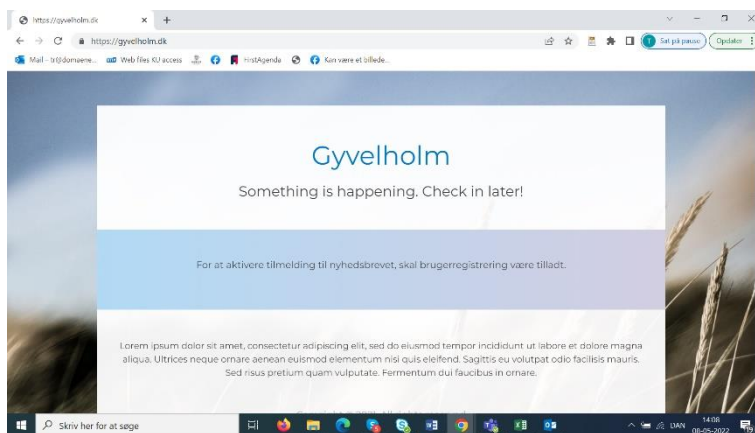 https://gyvelholm.dk
https://gyvelholm.dk
Sat på pause
Opdater
Web files KU access
FirstAgenda
Kan være et billede...
Gyvelholm
Something is happening. Check in later!
For at aktivere tilmelding til nyhedsbrevet, skal brugerregistrering være tilladt.
Lorem ipsum dolor sit amet, consectetur adipiscing elit, sed do eiusmod tempor incididunt ut labore et dolore magna
aliqua. Ultrices neque ornare aenean euismod elementum nisi quis eleifend. Sagittis eu volutpat odio facilisis mauris.
Sed risus pretium quam vulputate. Fermentum dui faucibus in ornare.
Skriv her for at søge
DAN
14:08
08-05-2022